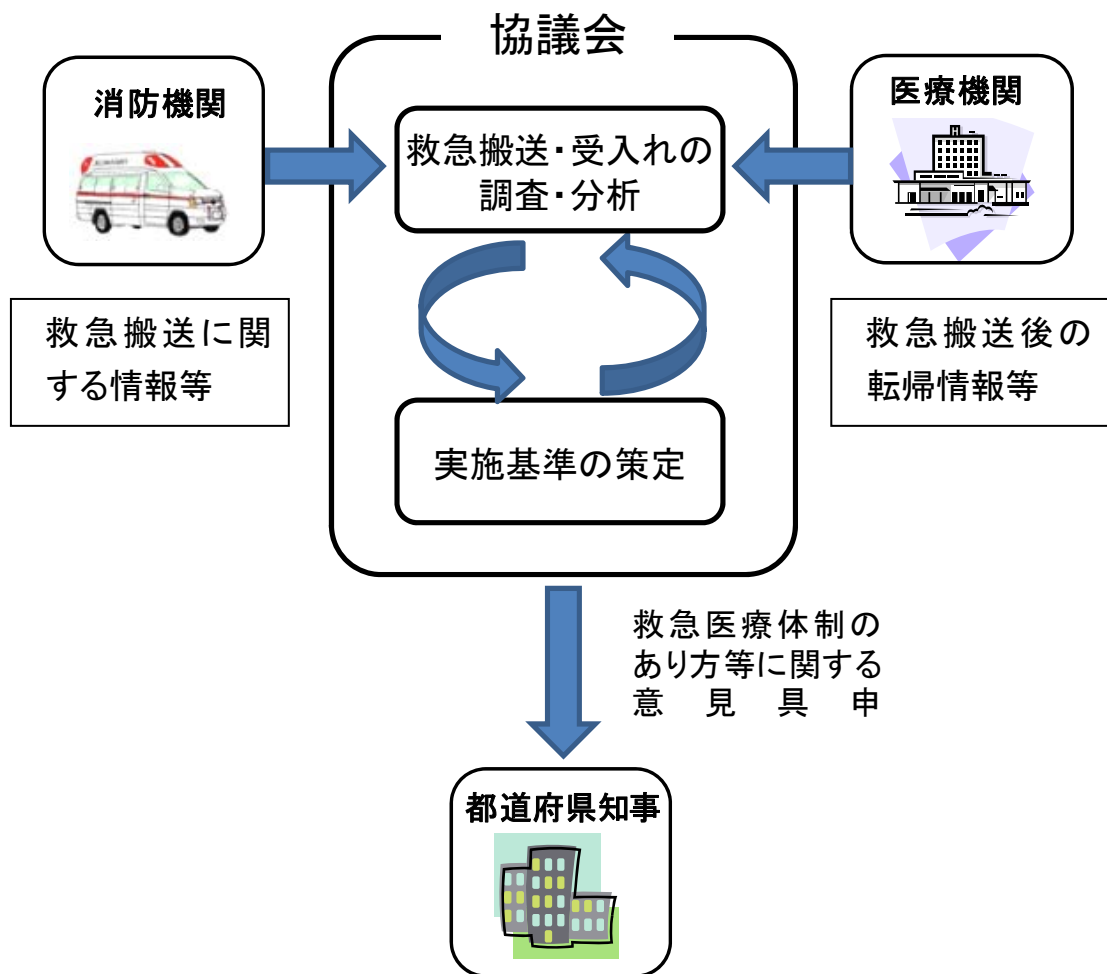 協議会
消防機関
医療機関
救急搬送・受入れの
調査・分析
救急搬送に関
する情報等
救急搬送後の
転帰情報等
実施基準の策定
救急医療体制の
あり方等に関する
意見具申
都道府県知事